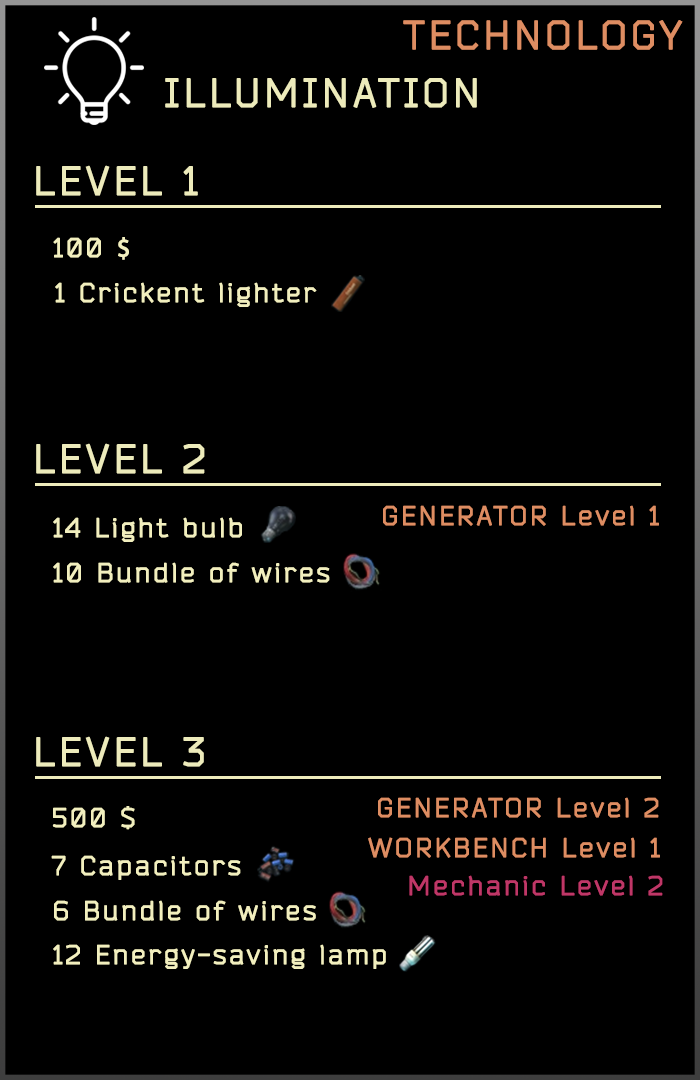 TECHNOLOGY
ILLUMINATION
LEVEL 1
100 $
1 Crickent lighter
LEVEL 2
14 Light bulb
GENERATOR Level 1
10 Bundle of wires
LEVEL 3
500 $
GENERATOR Level 2
WORKBENCH Level 1
7 Capacitors
Mechanic Level 2
6 Bundle of wires
12 Energy-saving lamp